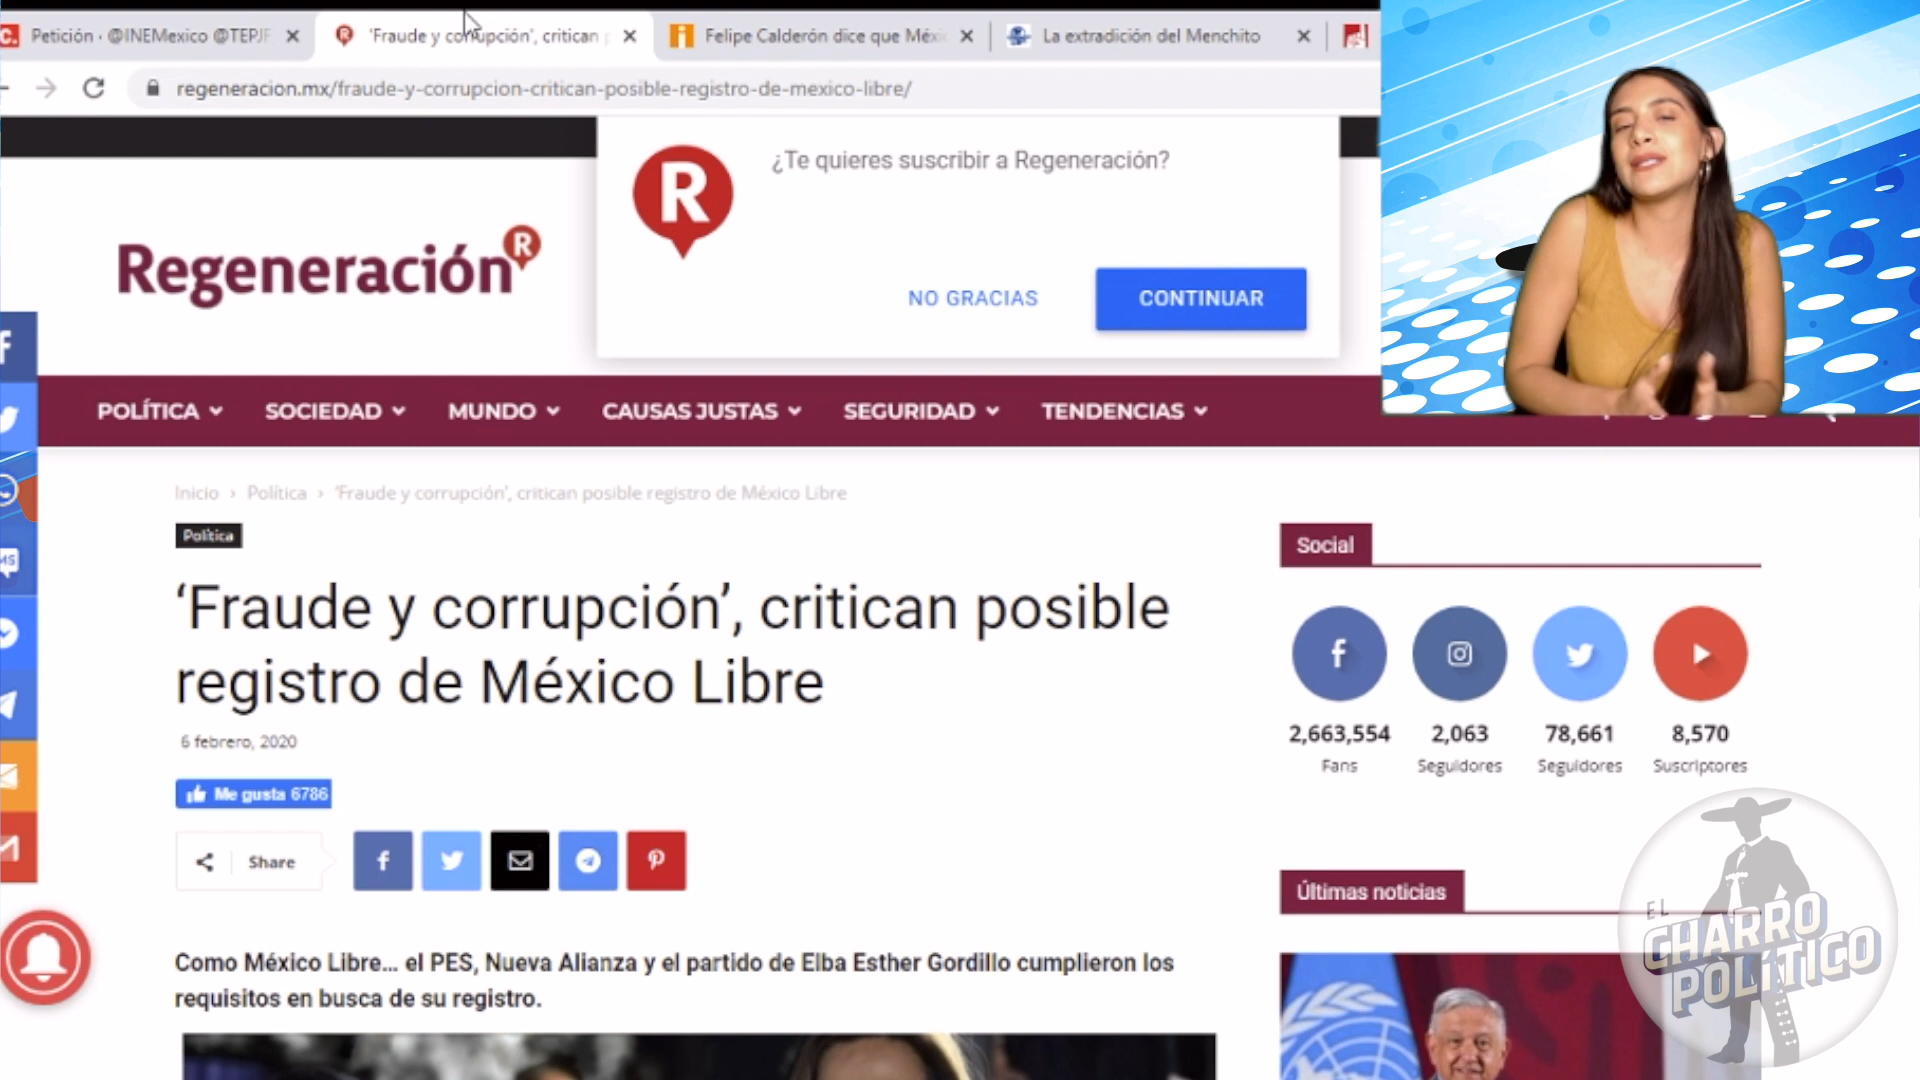 Petición · @INEMexico @TEPJF
'Fraude y corrupción', critican
Felipe Calderón dice que
La extradición del Menchito
regeneracion.mx/fraude-y-corrupcion-critican-posible-registro-de-mexico-libre/
R
¿Te quieres suscribir a Regeneración?
NO GRACIAS
CONTINUAR
Regeneración
R
POLÍTICA
SOCIEDAD
MUNDO
CAUSAS JUSTAS
SEGURIDAD
TENDENCIAS
Inicio › Política › 'Fraude y corrupción', critican posible registro de México Libre
Política
‘Fraude y corrupción’, critican posible
registro de México Libre
6 febrero, 2020
Me gusta 6786
Share
Como México Libre... el PES, Nueva Alianza y el partido de Elba Esther Gordillo cumplieron los
requisitos en busca de su registro.
Social
2,663,554
Fans
2,063
Seguidores
78,661
Seguidores
8,570
Suscriptores
Últimas noticias
EL
CHARRO
POLÍTICO